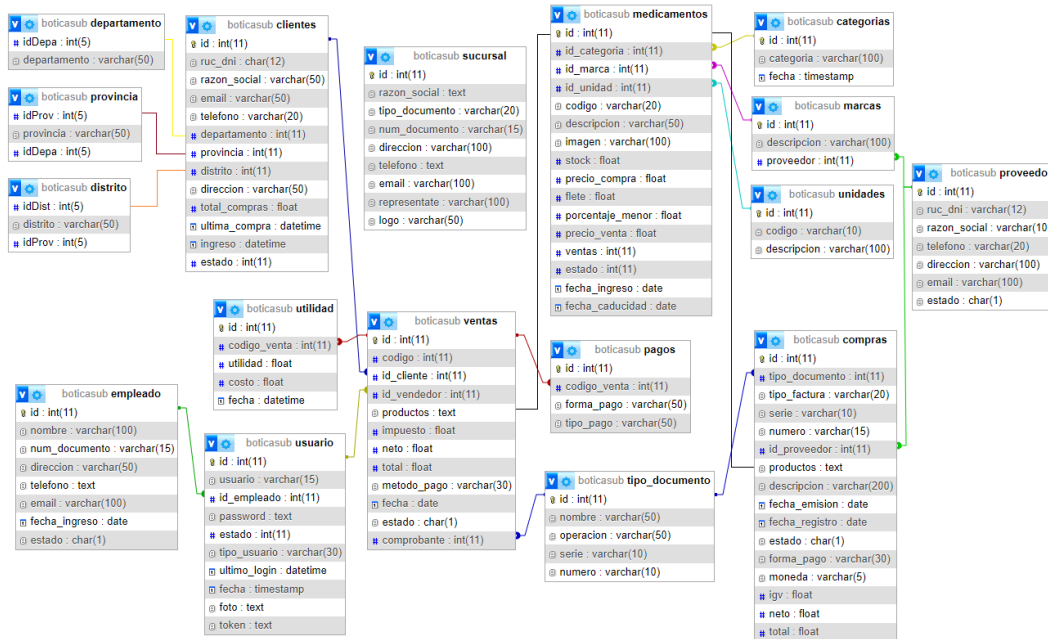 boticasub departamento
idDepa : int(5)
departamento : varchar(50)
boticasub provincia
idProv : int(5)
provincia : varchar(50)
idDepa : int(5)
boticasub distrito
idDist : int(5)
distrito : varchar(50)
idProv : int(5)
boticasub clientes
id : int(11)
ruc_dni : char(12)
razon_social : varchar(50)
email : varchar(50)
telefono : varchar(20)
departamento : int(11)
provincia : int(11)
distrito : int(11)
direccion : varchar(50)
total_compras : float
ultima_compra : datetime
ingreso : datetime
estado : int(11)
boticasub sucursal
id : int(11)
razon_social : text
tipo_documento : varchar(20)
num_documento : varchar(15)
direccion : varchar(100)
telefono : text
email : varchar(100)
representate : varchar(100)
logo : varchar(50)
boticasub medicamentos
id : int(11)
id_categoria : int(11)
id_marca : int(11)
id_unidad : int(11)
codigo : varchar(20)
descripcion : varchar(50)
imagen : varchar(100)
stock : float
precio_compra : float
flete : float
porcentaje_menor : float
precio_venta : float
ventas : int(11)
estado : int(11)
fecha_ingreso : date
fecha_caducidad : date
boticasub categorias
id : int(11)
categoria : varchar(100)
fecha : timestamp
boticasub marcas
id : int(11)
descripcion : varchar(100)
proveedor : int(11)
boticasub unidades
id : int(11)
codigo : varchar(10)
descripcion : varchar(100)
boticasub proveedo
id : int(11)
ruc_dni : varchar(12)
razon_social : varchar(10
telefono : varchar(20)
direccion : varchar(100)
email : varchar(100)
estado : char(1)
boticasub utilidad
id : int(11)
codigo_venta : int(11)
utilidad : float
costo : float
fecha : datetime
boticasub ventas
id : int(11)
codigo : int(11)
id_cliente : int(11)
id_vendedor : int(11)
productos : text
impuesto : float
neto : float
total : float
metodo_pago : varchar(30)
fecha : date
estado : char(1)
comprobante : int(11)
boticasub pagos
id : int(11)
codigo_venta : int(11)
forma_pago : varchar(50)
tipo_pago : varchar(50)
boticasub compras
id : int(11)
tipo_documento : int(11)
tipo_factura : varchar(20)
serie : varchar(10)
numero : varchar(15)
id_proveedor : int(11)
productos : text
descripcion : varchar(200)
fecha_emision : date
fecha_registro : date
estado : char(1)
forma_pago : varchar(30)
moneda : varchar(5)
igv : float
neto : float
total : float
boticasub empleado
id : int(11)
nombre : varchar(100)
num_documento : varchar(15)
direccion : varchar(50)
telefono : text
email : varchar(100)
fecha_ingreso : date
estado : char(1)
boticasub usuario
id : int(11)
usuario : varchar(15)
id_empleado : int(11)
password : text
estado : int(11)
tipo_usuario : varchar(30)
ultimo_login : datetime
fecha : timestamp
foto : text
token : text
boticasub tipo_documento
id : int(11)
nombre : varchar(50)
operacion : varchar(50)
serie : varchar(10)
numero : varchar(10)